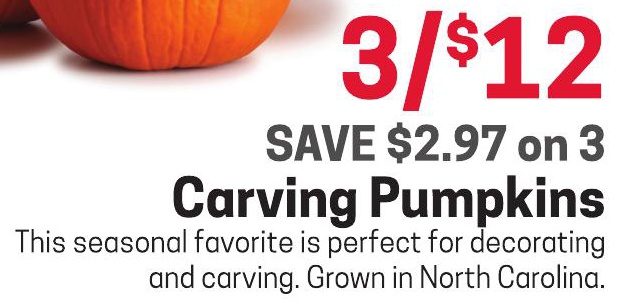 3/$12
SAVE $2.97 on 3
Carving Pumpkins
This seasonal favorite is perfect for decorating
and carving. Grown in North Carolina.